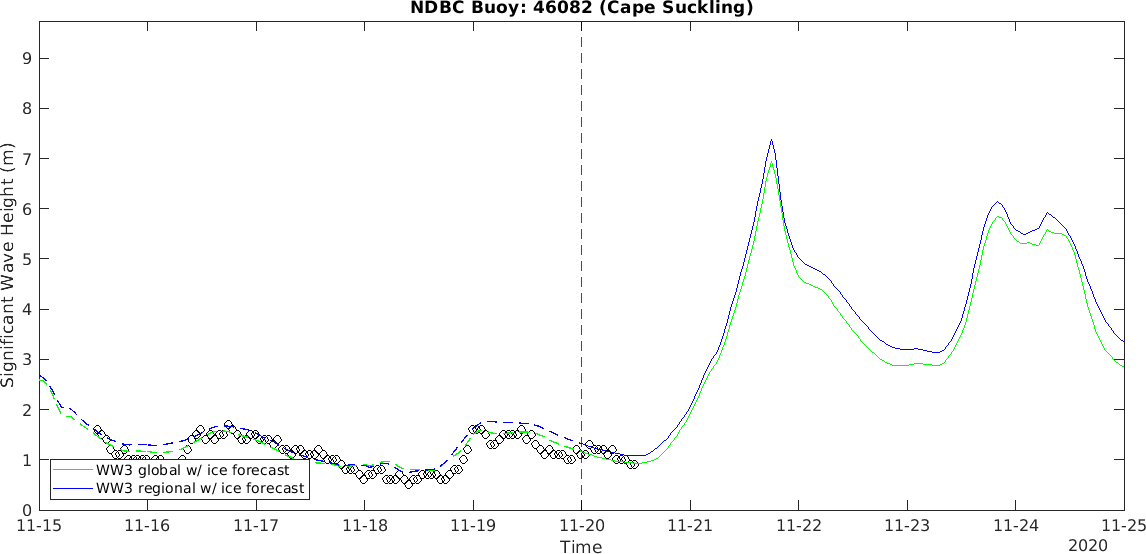 NDBC Buoy: 46082 (Cape Suckling)
Significant Wave Height (m)
9
8
7
6
5
4
3
2
1
0
WW3 global w/ ice forecast
WW3 regional w/ ice forecast
11-15 11-16 11-17 11-18 11-19 11-20 11-21 11-22 11-23 11-24 11-25
Time
2020